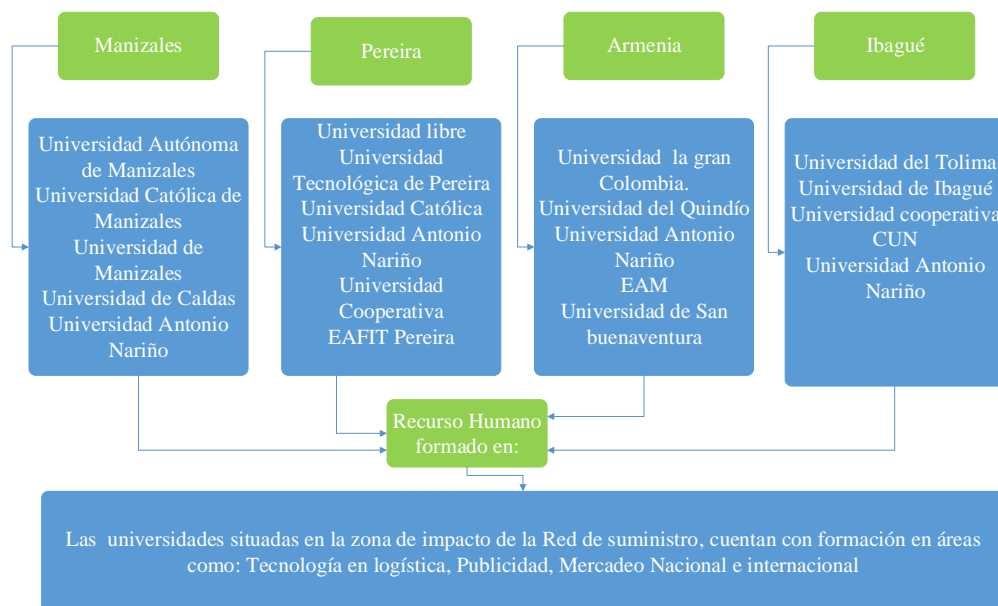 Manizales
Pereira
Armenia
Ibagué
Universidad Autónoma
de Manizales
Universidad Católica de
Manizales
Universidad de
Manizales
Universidad de Caldas
Universidad Antonio
Nariño
Universidad libre
Universidad
Tecnológica de Pereira
Universidad Católica
Universidad Antonio
Nariño
Universidad
Cooperativa
EAFIT Pereira
Universidad la gran
Colombia.
Universidad del Quindío
Universidad Antonio
Nariño
EAM
Universidad de San
buenaventura
Universidad del Tolima
Universidad de Ibagué
Universidad cooperativa
CUN
Universidad Antonio
Nariño
Recurso Humano
formado en:
Las universidades situadas en la zona de impacto de la Red de suministro, cuentan con formación en áreas
como: Tecnología en logística, Publicidad, Mercadeo Nacional e internacional